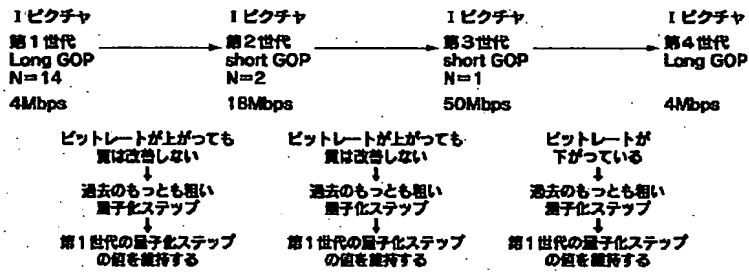 Iピクチャ
Iピクチャ
Iピクチャ
Iピクチャ
第1世代
Long GOP
N=14
第2世代
short GOP
N=2
第3世代
short GOP
N=1
第4世代
Long GOP
4Mbps
18Mbps
50Mbps
4Mbps
ビットレートが上がっても
質は改善しない
↓
過去のもっとも粗い
量子化ステップ
↓
第1世代の量子化ステップ
の値を維持する
ビットレートが上がっても
質は改善しない
↓
過去のもっとも粗い
量子化ステップ
↓
第1世代の量子化ステップ
の値を維持する
ビットレートが
下がっている
↓
過去のもっとも粗い
量子化ステップ
↓
第1世代の量子化ステップ
の値を維持する